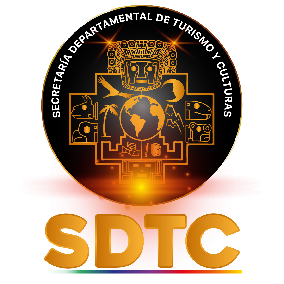 SECRETARÍA DEPARTAMENTAL DE TURISMO Y CULTURAS
SDTC